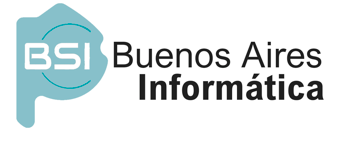 BSI
Buenos Aires
Informática